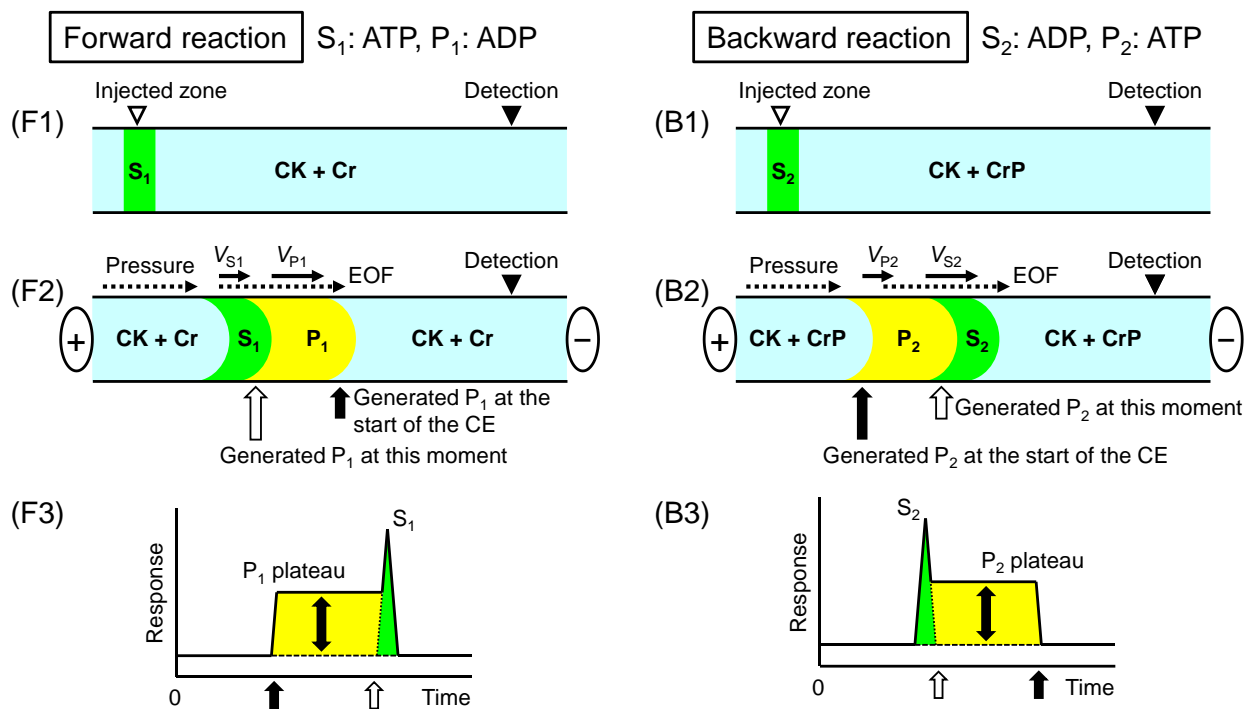 Forward reaction S₁: ATP, P₁: ADP
(F1)
Injected zone Detection
S₁ CK + Cr
(F2)
Pressure V_S1 V_P1 EOF Detection
+ CK + Cr S₁ P₁ CK + Cr −
Generated P₁ at the
start of the CE
Generated P₁ at this moment
(F3)
Response
S₁
P₁ plateau
0 Time
Backward reaction S₂: ADP, P₂: ATP
(B1)
Injected zone Detection
S₂ CK + CrP
(B2)
Pressure V_P2 V_S2 EOF Detection
+ CK + CrP P₂ S₂ CK + CrP −
Generated P₂ at this moment
Generated P₂ at the start of the CE
(B3)
Response
S₂
P₂ plateau
0 Time